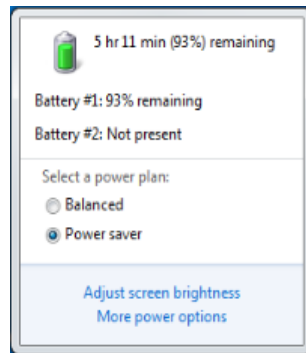 5 hr 11 min (93%) remaining
Battery #1: 93% remaining
Battery #2: Not present
Select a power plan:
Balanced
Power saver
Adjust screen brightness
More power options